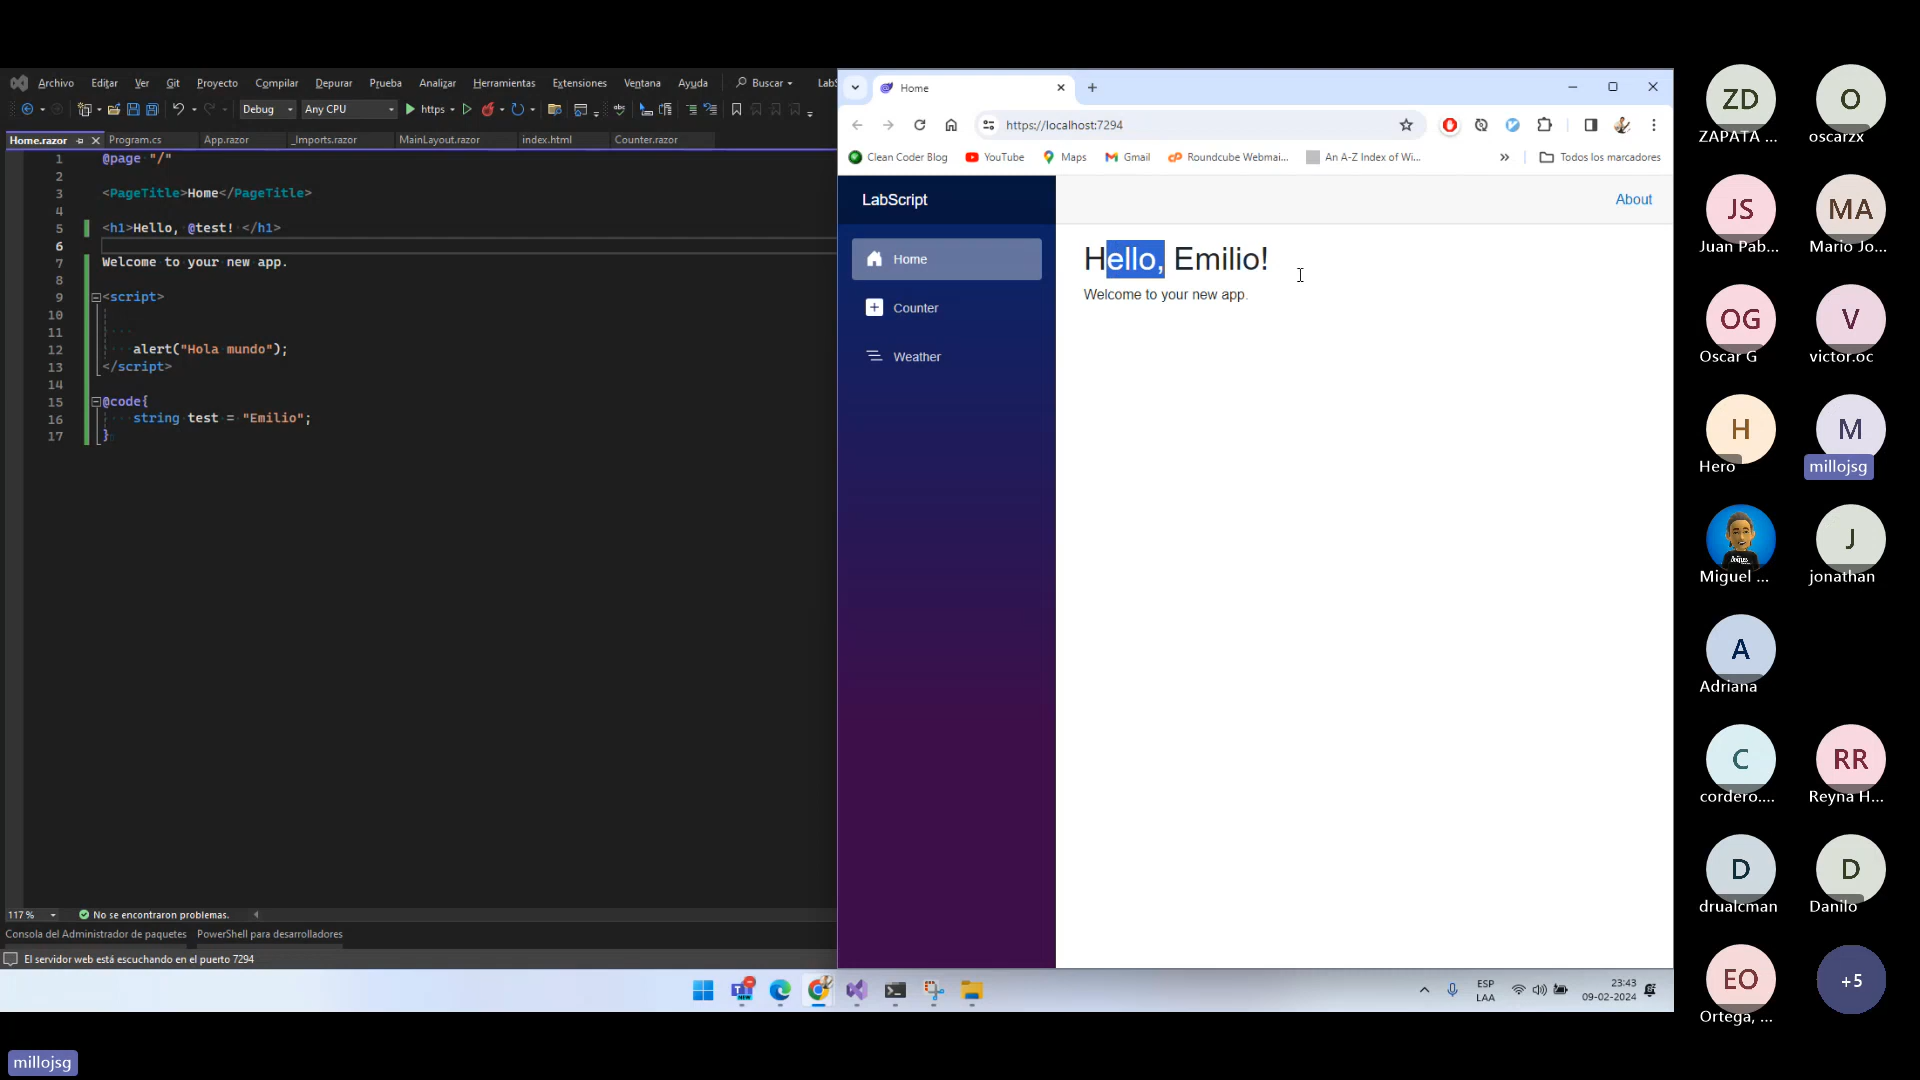 Archivo Editar Ver Git Proyecto Compilar Depurar Prueba Analizar Herramientas Extensiones Ventana Ayuda Buscar LabS
Debug Any CPU https
Home.razor Program.cs App.razor _Imports.razor MainLayout.razor index.html Counter.razor
1 @page "/"
2
3 <PageTitle>Home</PageTitle>
4
5 <h1>Hello, @test! </h1>
6
7 Welcome to your new app.
8
9 <script>
10
11
12 alert("Hola mundo");
13 </script>
14
15 @code{
16 string test = "Emilio";
17 }
117 % No se encontraron problemas.
Consola del Administrador de paquetes PowerShell para desarrolladores
El servidor web está escuchando en el puerto 7294
Home
https://localhost:7294
Clean Coder Blog YouTube Maps Gmail Roundcube Webmai... An A-Z Index of Wi... Todos los marcadores
LabScript
About
Home
Counter
Weather
Hello, Emilio!
Welcome to your new app.
NEW
ESP
LAA
23:43
09-02-2024
ZD
ZAPATA ...
O
oscarzx
JS
Juan Pab...
MA
Mario Jo...
OG
Oscar G
V
victor.oc
H
Hero
M
millojsg
Miguel ...
J
jonathan
A
Adriana
C
cordero....
RR
Reyna H...
D
drualcman
D
Danilo
EO
Ortega, ...
+5
millojsg